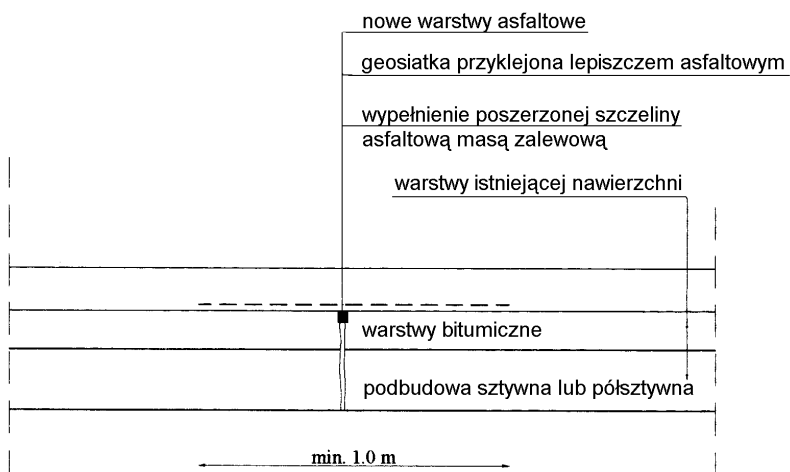 nowe warstwy asfaltowe
geosiatka przyklejona lepiszczem asfaltowym
wypełnienie poszerzonej szczeliny
asfaltową masą zalewową
warstwy istniejącej nawierzchni
warstwy bitumiczne
podbudowa sztywna lub półsztywna
min. 1.0 m